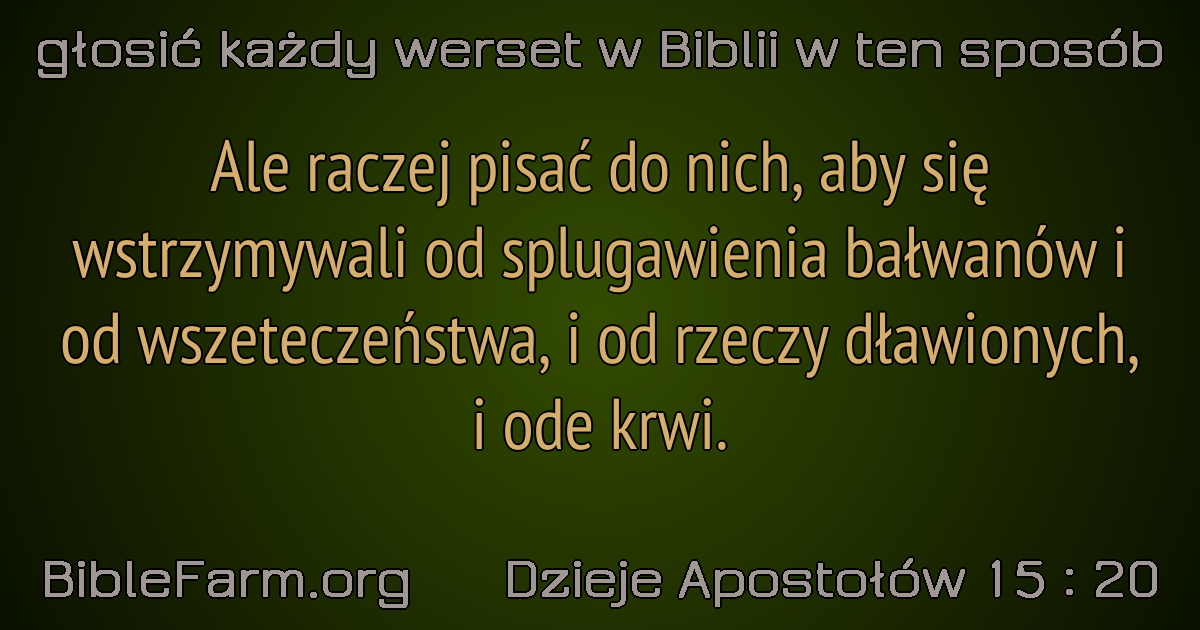 głosić każdy werset w Biblii w ten sposób
Ale raczej pisać do nich, aby się
wstrzymywali od splugawienia bałwanów i
od wszeteczeństwa, i od rzeczy dławionych,
i ode krwi.
BibleFarm.org Dzieje Apostołów 15 : 20